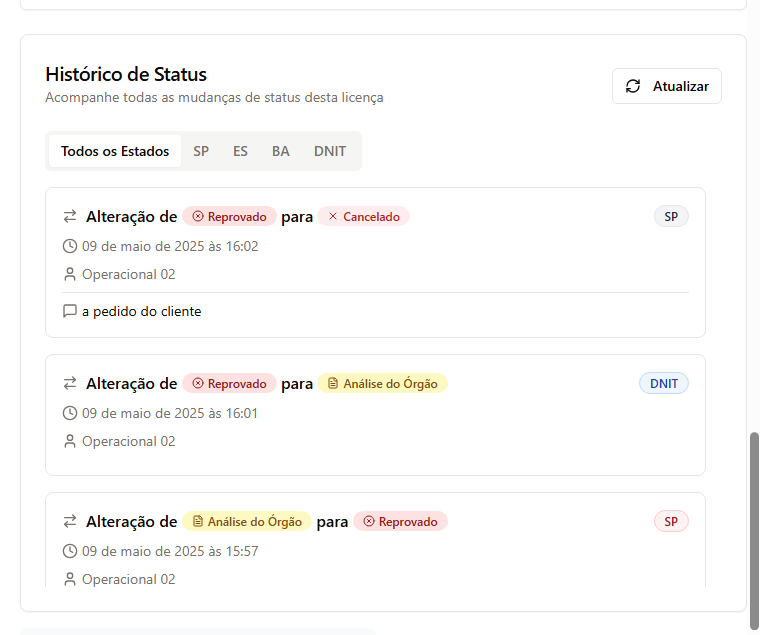 Histórico de Status
Acompanhe todas as mudanças de status desta licença
Atualizar
Todos os Estados SP ES BA DNIT
Alteração de Reprovado para Cancelado SP
09 de maio de 2025 às 16:02
Operacional 02
a pedido do cliente
Alteração de Reprovado para Análise do Órgão DNIT
09 de maio de 2025 às 16:01
Operacional 02
Alteração de Análise do Órgão para Reprovado SP
09 de maio de 2025 às 15:57
Operacional 02